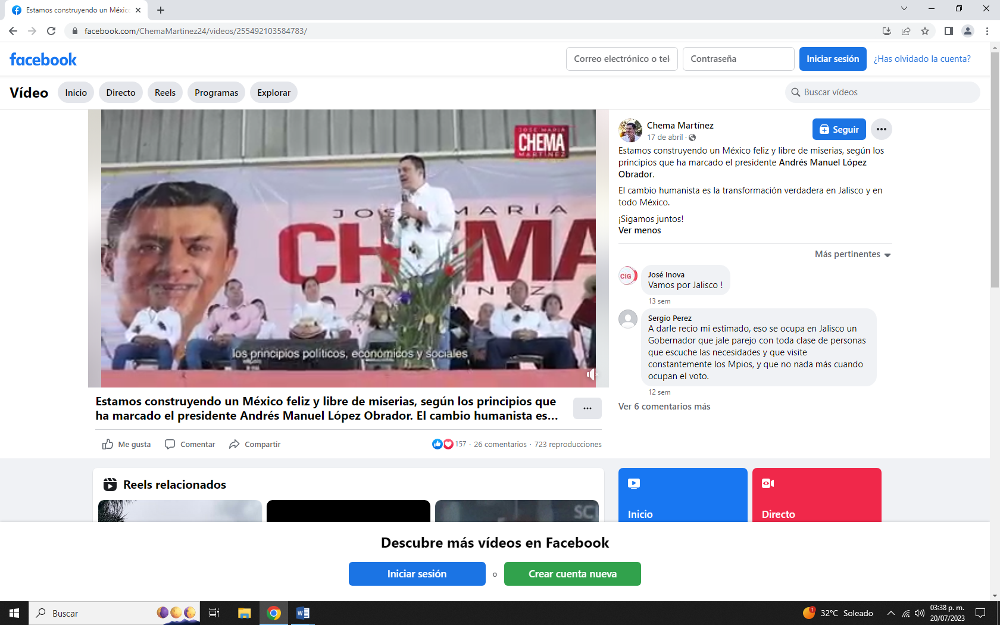 Estamos construyendo un Méxic
facebook.com/ChemaMartinez24/videos/255492103584783/
facebook
Correo electrónico o tel
Contraseña
Iniciar sesión
¿Has olvidado la cuenta?
Vídeo
Inicio
Directo
Reels
Programas
Explorar
Buscar vídeos
JOSÉ MARÍA
CHEMA
MARTÍNEZ
JOS MARÍA
CHEMA
M INEZ
los principios políticos, económicos y sociales
Estamos construyendo un México feliz y libre de miserias, según los principios que
ha marcado el presidente Andrés Manuel López Obrador. El cambio humanista es...
Me gusta
Comentar
Compartir
157 · 26 comentarios · 723 reproducciones
Chema Martínez
17 de abril ·
Seguir
Estamos construyendo un México feliz y libre de miserias, según los
principios que ha marcado el presidente Andrés Manuel López
Obrador.
El cambio humanista es la transformación verdadera en Jalisco y en
todo México.
¡Sigamos juntos!
Ver menos
Más pertinentes
CIG
José Inova
Vamos por Jalisco !
13 sem
Sergio Perez
A darle recio mi estimado, eso se ocupa en Jalisco un
Gobernador que jale parejo con toda clase de personas
que escuche las necesidades y que visite
constantemente los Mpios, y que no nada más cuando
ocupan el voto.
12 sem
Ver 6 comentarios más
Reels relacionados
SC
Inicio
Directo
Descubre más vídeos en Facebook
Iniciar sesión
o
Crear cuenta nueva
Buscar
1
32°C Soleado
03:38 p. m.
20/07/2023